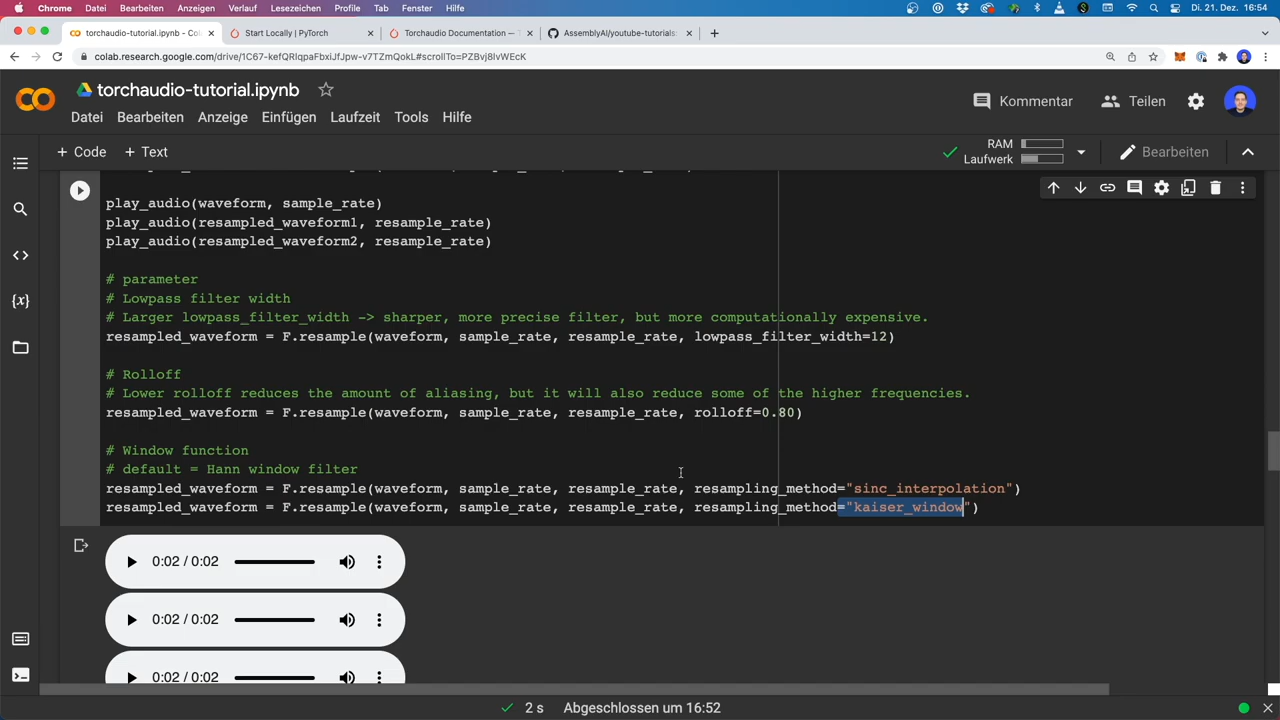 Chrome Datei Bearbeiten Anzeigen Verlauf Lesezeichen Profile Tab Fenster Hilfe Di. 21. Dez. 16:54
torchaudio-tutorial.ipynb - Col
Start Locally | PyTorch
Torchaudio Documentation —
AssemblyAI/youtube-tutorials:
colab.research.google.com/drive/1C67-kefQRlqpaFbxiJfJpw-v7TZmQokL#scrollTo=PZBvj8IvWEcK
torchaudio-tutorial.ipynb
Kommentar Teilen
Datei Bearbeiten Anzeige Einfügen Laufzeit Tools Hilfe
+ Code + Text
RAM
Laufwerk
Bearbeiten
play_audio(waveform, sample_rate)
play_audio(resampled_waveform1, resample_rate)
play_audio(resampled_waveform2, resample_rate)
# parameter
# Lowpass filter width
# Larger lowpass_filter_width -> sharper, more precise filter, but more computationally expensive.
resampled_waveform = F.resample(waveform, sample_rate, resample_rate, lowpass_filter_width=12)
# Rolloff
# Lower rolloff reduces the amount of aliasing, but it will also reduce some of the higher frequencies.
resampled_waveform = F.resample(waveform, sample_rate, resample_rate, rolloff=0.80)
# Window function
# default = Hann window filter
resampled_waveform = F.resample(waveform, sample_rate, resample_rate, resampling_method="sinc_interpolation")
resampled_waveform = F.resample(waveform, sample_rate, resample_rate, resampling_method="kaiser_window")
0:02 / 0:02
0:02 / 0:02
0:02 / 0:02
2 s Abgeschlossen um 16:52